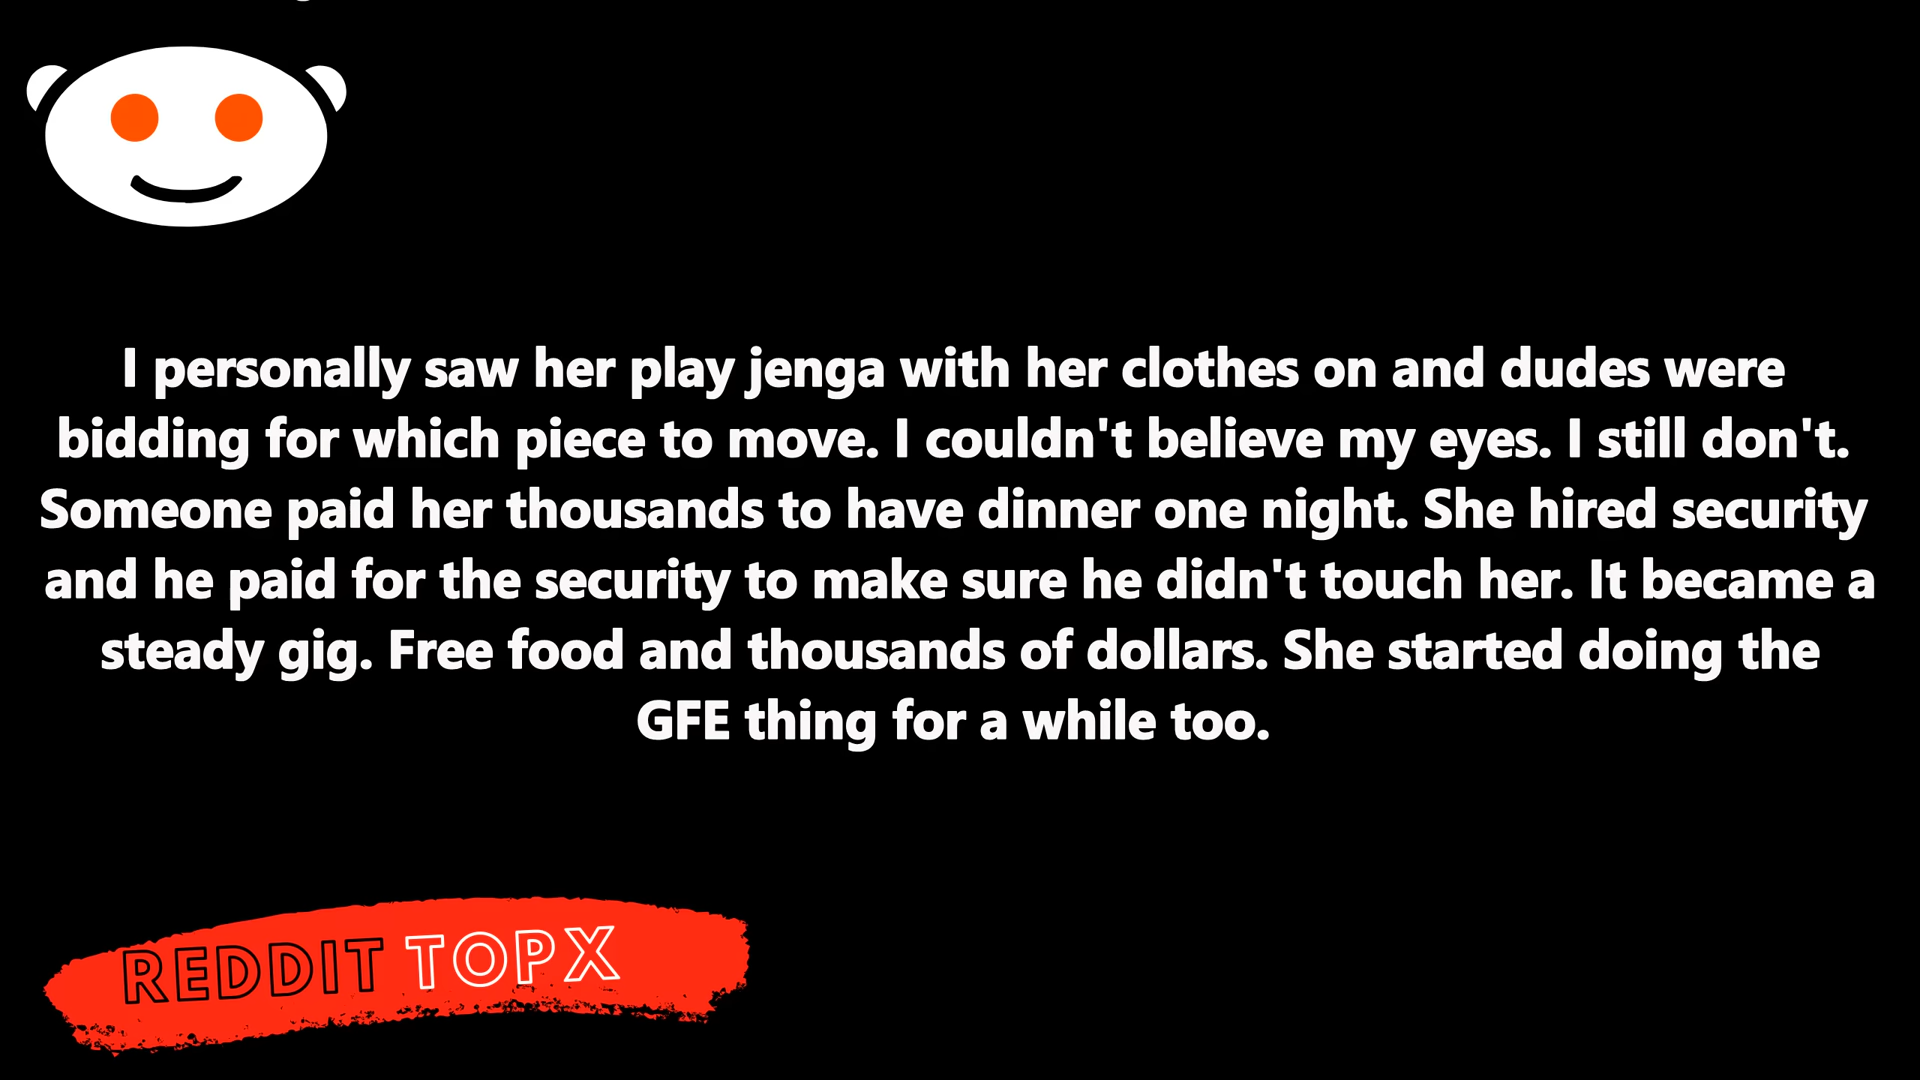 I personally saw her play jenga with her clothes on and dudes were
bidding for which piece to move. I couldn't believe my eyes. I still don't.
Someone paid her thousands to have dinner one night. She hired security
and he paid for the security to make sure he didn't touch her. It became a
steady gig. Free food and thousands of dollars. She started doing the
GFE thing for a while too.
REDDIT TOPX